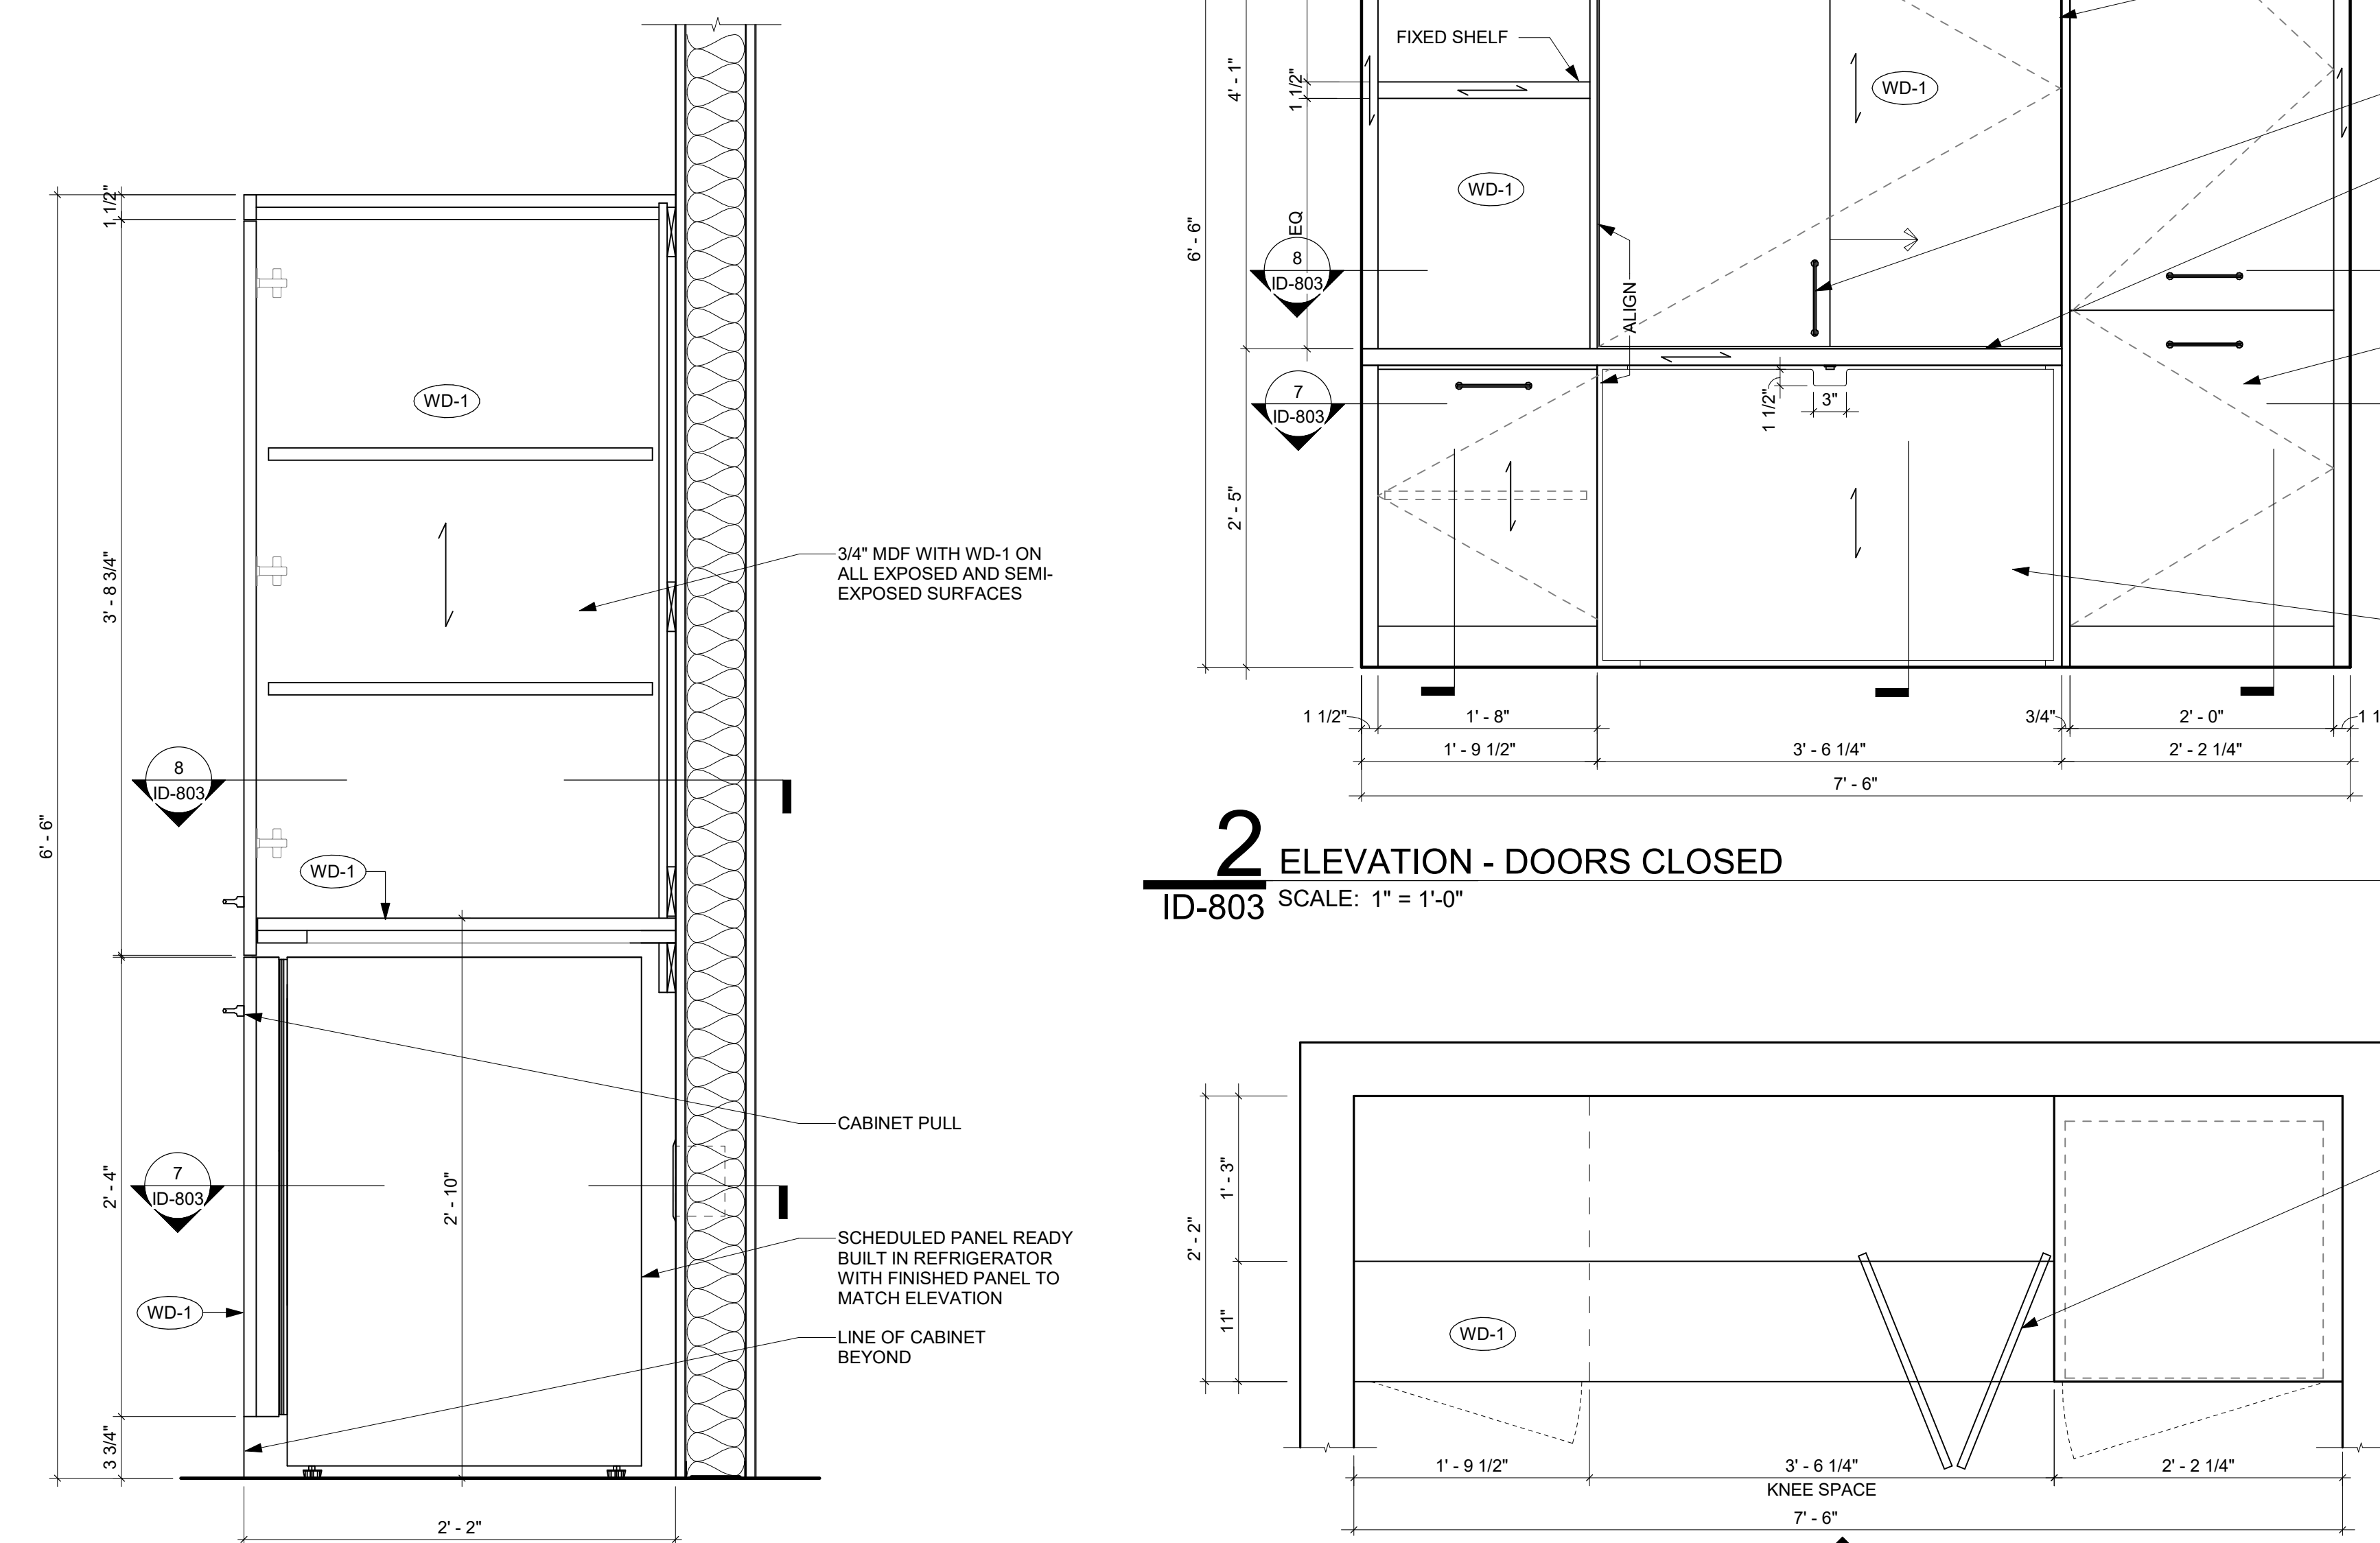 1 1/2"
3' - 8 3/4"
6' - 6"
2' - 4"
3 3/4"
2' - 10"
2' - 2"
WD-1
8
ID-803
WD-1
7
ID-803
WD-1
3/4" MDF WITH WD-1 ON
ALL EXPOSED AND SEMI-
EXPOSED SURFACES
CABINET PULL
SCHEDULED PANEL READY
BUILT IN REFRIGERATOR
WITH FINISHED PANEL TO
MATCH ELEVATION
LINE OF CABINET
BEYOND
FIXED SHELF
4' - 1"
1 1/2"
WD-1
WD-1
6' - 6"
EQ
8
ID-803
ALIGN
7
ID-803
1 1/2"
3"
2' - 5"
1 1/2"
1' - 8"
3/4"
2' - 0"
1' - 9 1/2"
3' - 6 1/4"
2' - 2 1/4"
7' - 6"
2
ELEVATION - DOORS CLOSED
ID-803
SCALE: 1" = 1'-0"
1' - 3"
2' - 2"
11"
WD-1
1' - 9 1/2"
3' - 6 1/4"
2' - 2 1/4"
KNEE SPACE
7' - 6"